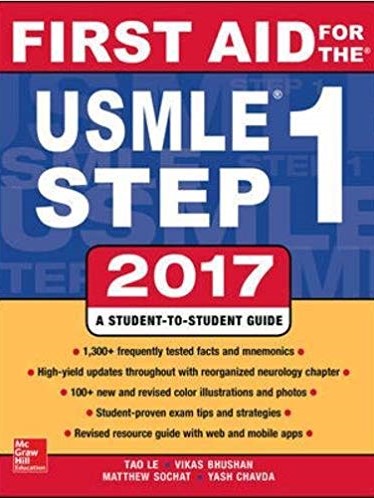 FIRST AID FOR THE®
USMLE® STEP 1
2017
A STUDENT-TO-STUDENT GUIDE
• 1,300+ frequently tested facts and mnemonics •
• High-yield updates throughout with reorganized neurology chapter •
• 100+ new and revised color illustrations and photos •
• Student-proven exam tips and strategies •
• Revised resource guide with web and mobile apps •
Mc
Graw
Hill
Education
TAO LE • VIKAS BHUSHAN
MATTHEW SOCHAT • YASH CHAVDA